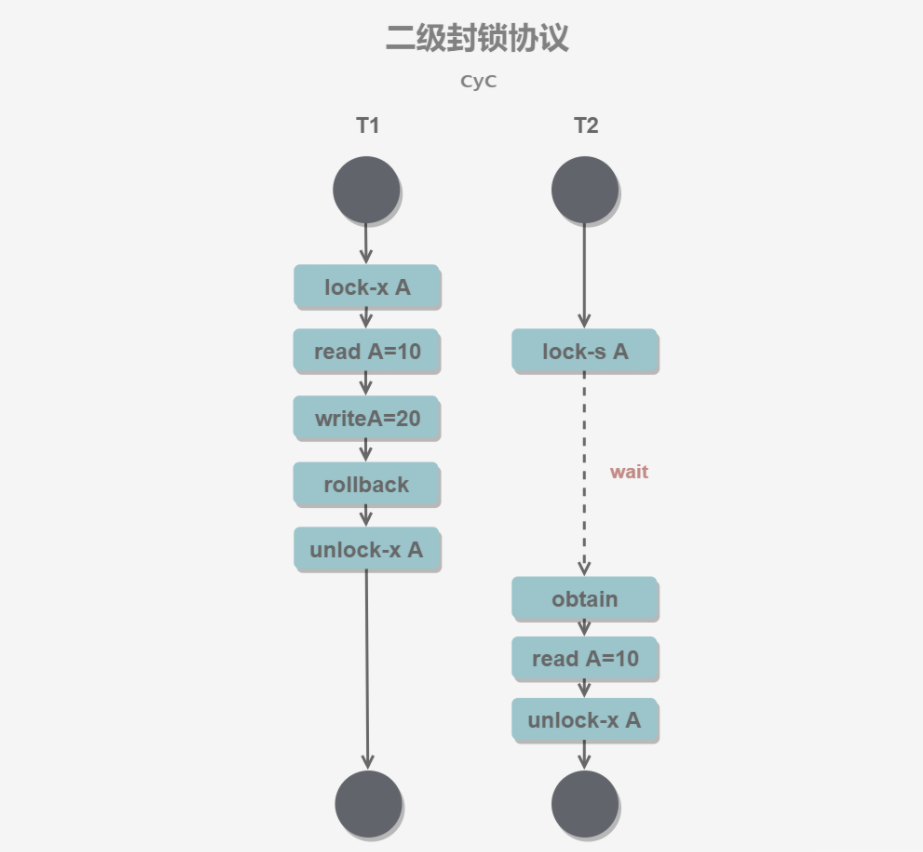 二级封锁协议
CyC
T1
T2
lock-x A
read A=10
writeA=20
rollback
unlock-x A
lock-s A
wait
obtain
read A=10
unlock-x A